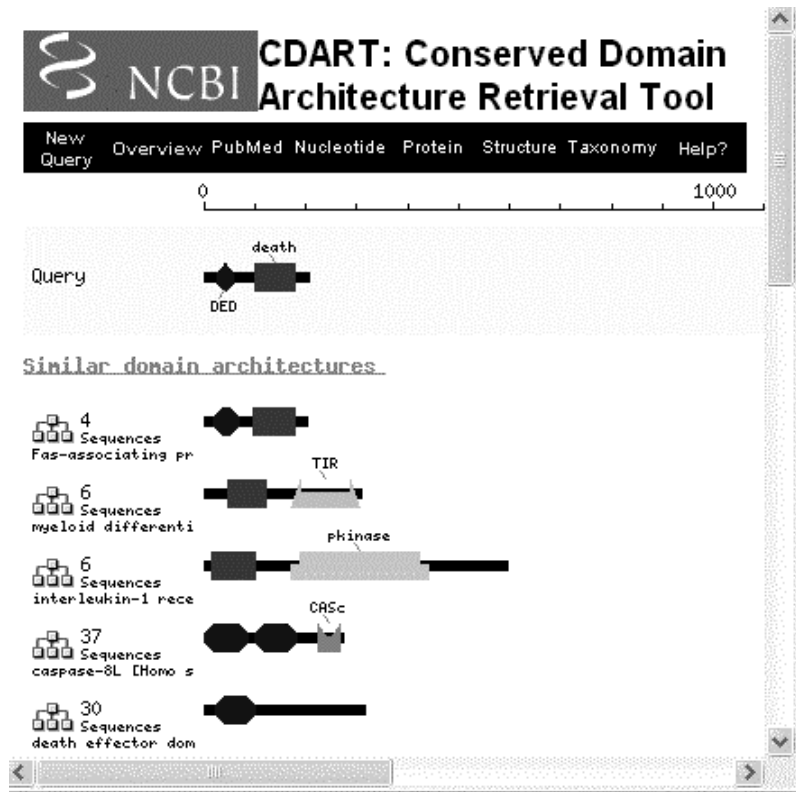 NCBI
CDART: Conserved Domain
Architecture Retrieval Tool
New Query Overview PubMed Nucleotide Protein Structure Taxonomy Help?
0 1000
death
Query
DED
Similar domain architectures
4
Sequences
Fas-associating pr
TIR
6
Sequences
myeloid differenti
pkinase
6
Sequences
interleukin-1 rece
CASc
37
Sequences
caspase-8L [Homo s
30
Sequences
death effector dom